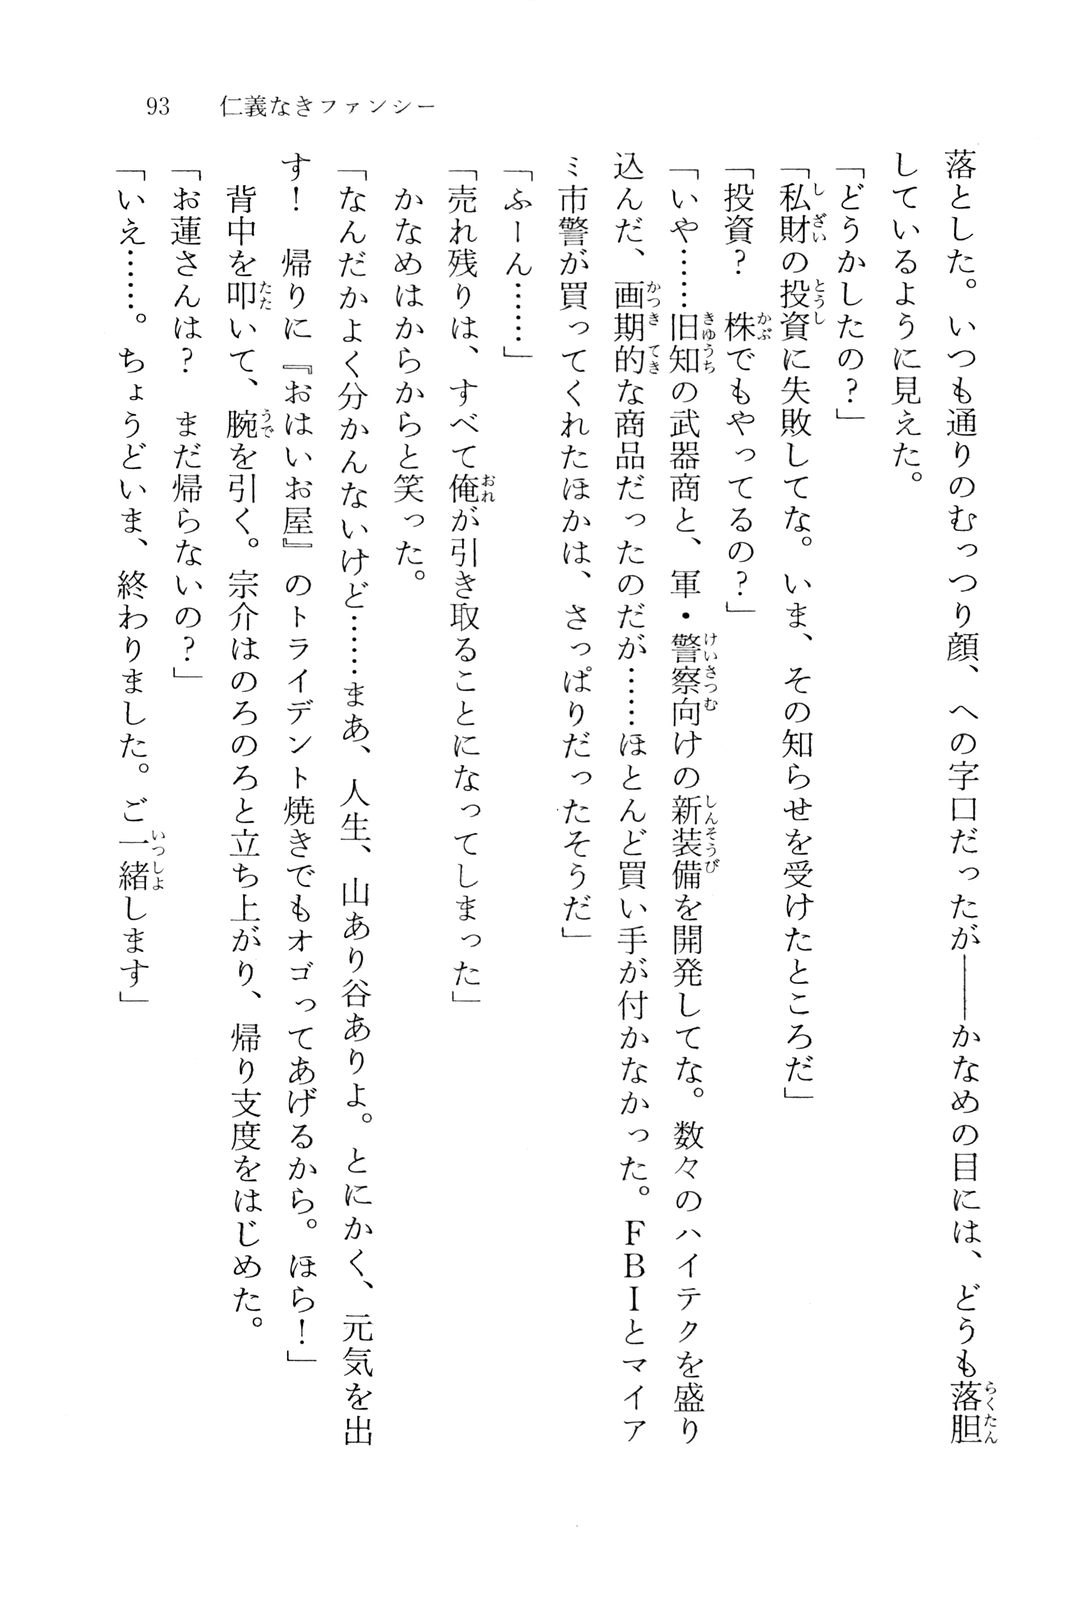 93　仁義なきファンシー
落とした。いつも通りのむっつり顔、への字口だったが――かなめの目には、どうも落胆
しているように見えた。
「どうかしたの？」
「私財の投資に失敗してな。いま、その知らせを受けたところだ」
「投資？　株でもやってるの？」
「いや……旧知の武器商と、軍・警察向けの新装備を開発してな。数々のハイテクを盛り
込んだ、画期的な商品だったのだが……ほとんど買い手が付かなかった。ＦＢＩとマイア
ミ市警が買ってくれたほかは、さっぱりだったそうだ」
「ふーん……」
「売れ残りは、すべて俺が引き取ることになってしまった」
　かなめはからからと笑った。
「なんだかよく分かんないけど……まあ、人生、山あり谷ありよ。とにかく、元気を出
す！　帰りに『おはいお屋』のトライデント焼きでもオゴってあげるから。ほら！」
　背中を叩いて、腕を引く。宗介はのろのろと立ち上がり、帰り支度をはじめた。
「お蓮さんは？　まだ帰らないの？」
「いえ……。ちょうどいま、終わりました。ご一緒します」